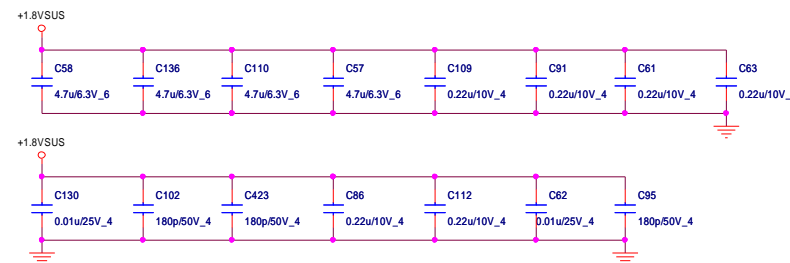 +1.8VSUS
C58 C136 C110 C57 C109 C91 C61 C63
4.7u/6.3V_6 4.7u/6.3V_6 4.7u/6.3V_6 4.7u/6.3V_6 0.22u/10V_4 0.22u/10V_4 0.22u/10V_4 0.22u/10V_
+1.8VSUS
C130 C102 C423 C86 C112 C62 C95
0.01u/25V_4 180p/50V_4 180p/50V_4 0.22u/10V_4 0.22u/10V_4 0.01u/25V_4 180p/50V_4